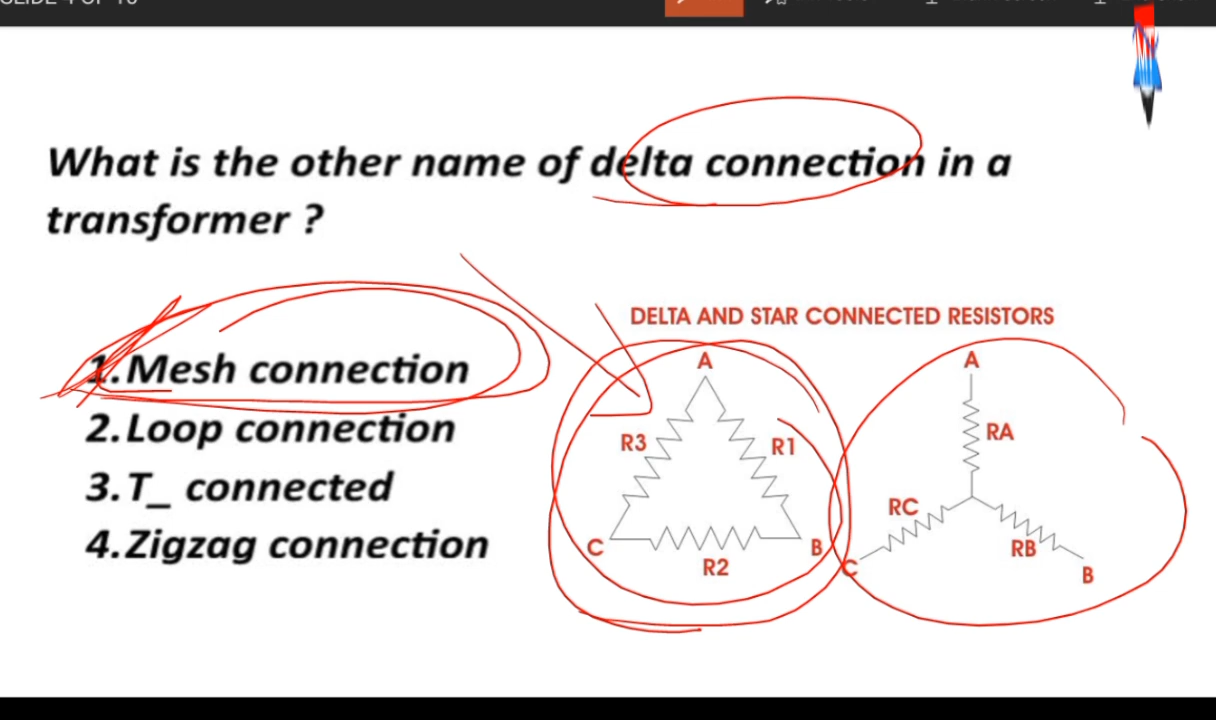 What is the other name of delta connection in a
transformer ?
1.Mesh connection
2.Loop connection
3.T_ connected
4.Zigzag connection
DELTA AND STAR CONNECTED RESISTORS
A
R3
R1
C
B
R2
A
RA
RC
RB
C
B